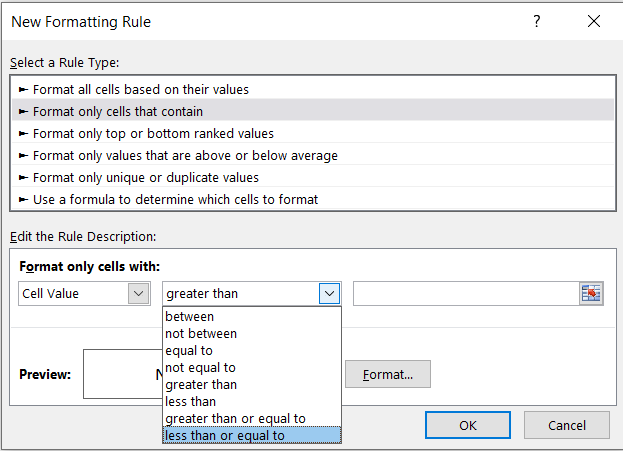 New Formatting Rule ?
Select a Rule Type:
► Format all cells based on their values
► Format only cells that contain
► Format only top or bottom ranked values
► Format only values that are above or below average
► Format only unique or duplicate values
► Use a formula to determine which cells to format
Edit the Rule Description:
Format only cells with:
Cell Value greater than
between
not between
equal to
not equal to
greater than
less than
greater than or equal to
less than or equal to
Preview: Format...
OK Cancel